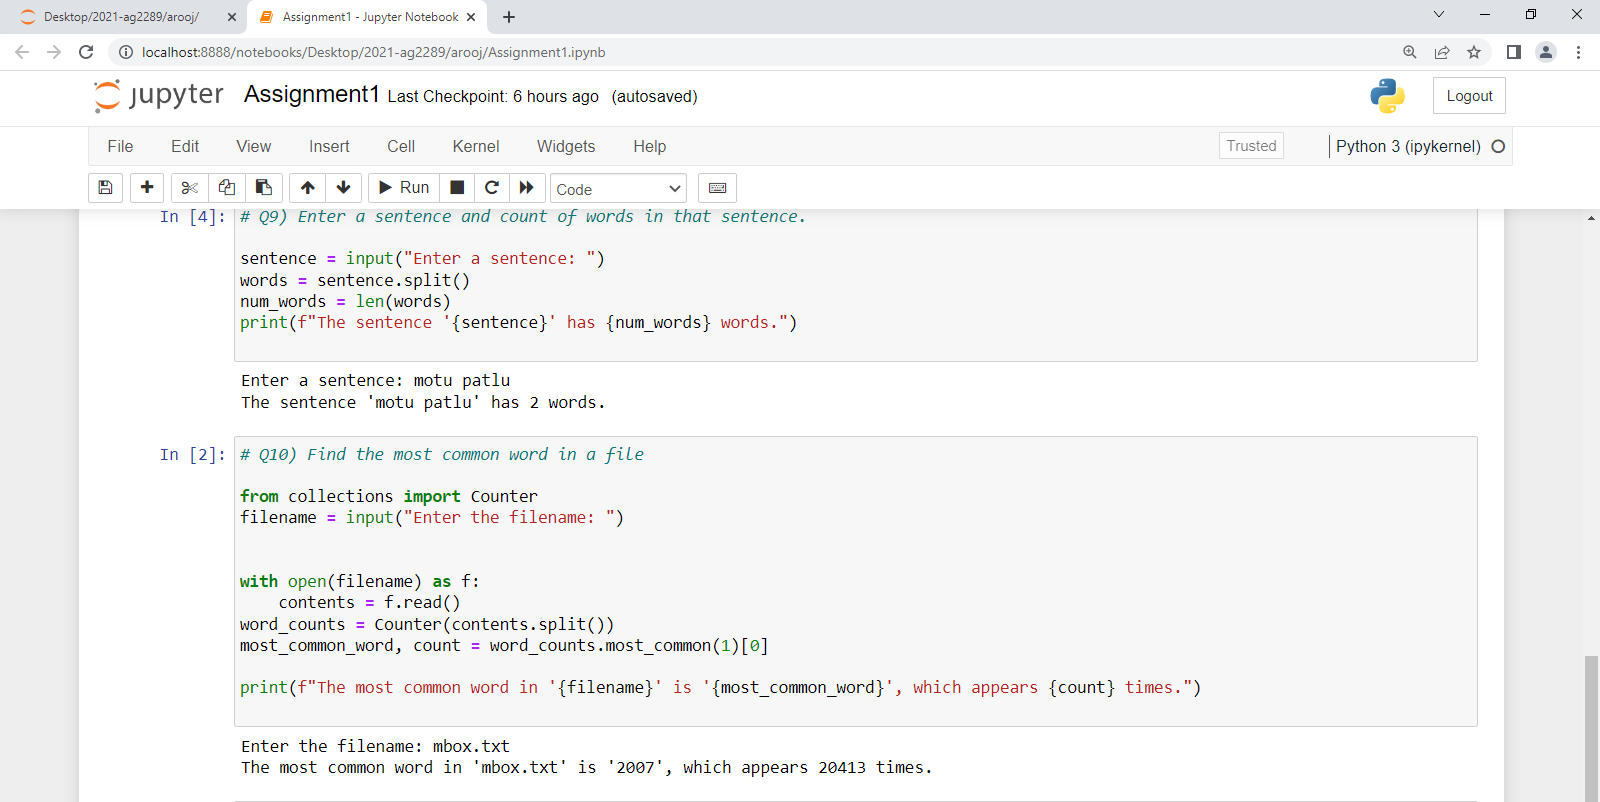 Desktop/2021-ag2289/arooj/
Assignment1 - Jupyter Notebook
localhost:8888/notebooks/Desktop/2021-ag2289/arooj/Assignment1.ipynb
jupyter Assignment1 Last Checkpoint: 6 hours ago (autosaved)
Logout
File Edit View Insert Cell Kernel Widgets Help
Trusted
Python 3 (ipykernel)
Run
Code
In [4]: # Q9) Enter a sentence and count of words in that sentence.
sentence = input("Enter a sentence: ")
words = sentence.split()
num_words = len(words)
print(f"The sentence '{sentence}' has {num_words} words.")
Enter a sentence: motu patlu
The sentence 'motu patlu' has 2 words.
In [2]: # Q10) Find the most common word in a file
from collections import Counter
filename = input("Enter the filename: ")
with open(filename) as f:
    contents = f.read()
word_counts = Counter(contents.split())
most_common_word, count = word_counts.most_common(1)[0]
print(f"The most common word in '{filename}' is '{most_common_word}', which appears {count} times.")
Enter the filename: mbox.txt
The most common word in 'mbox.txt' is '2007', which appears 20413 times.